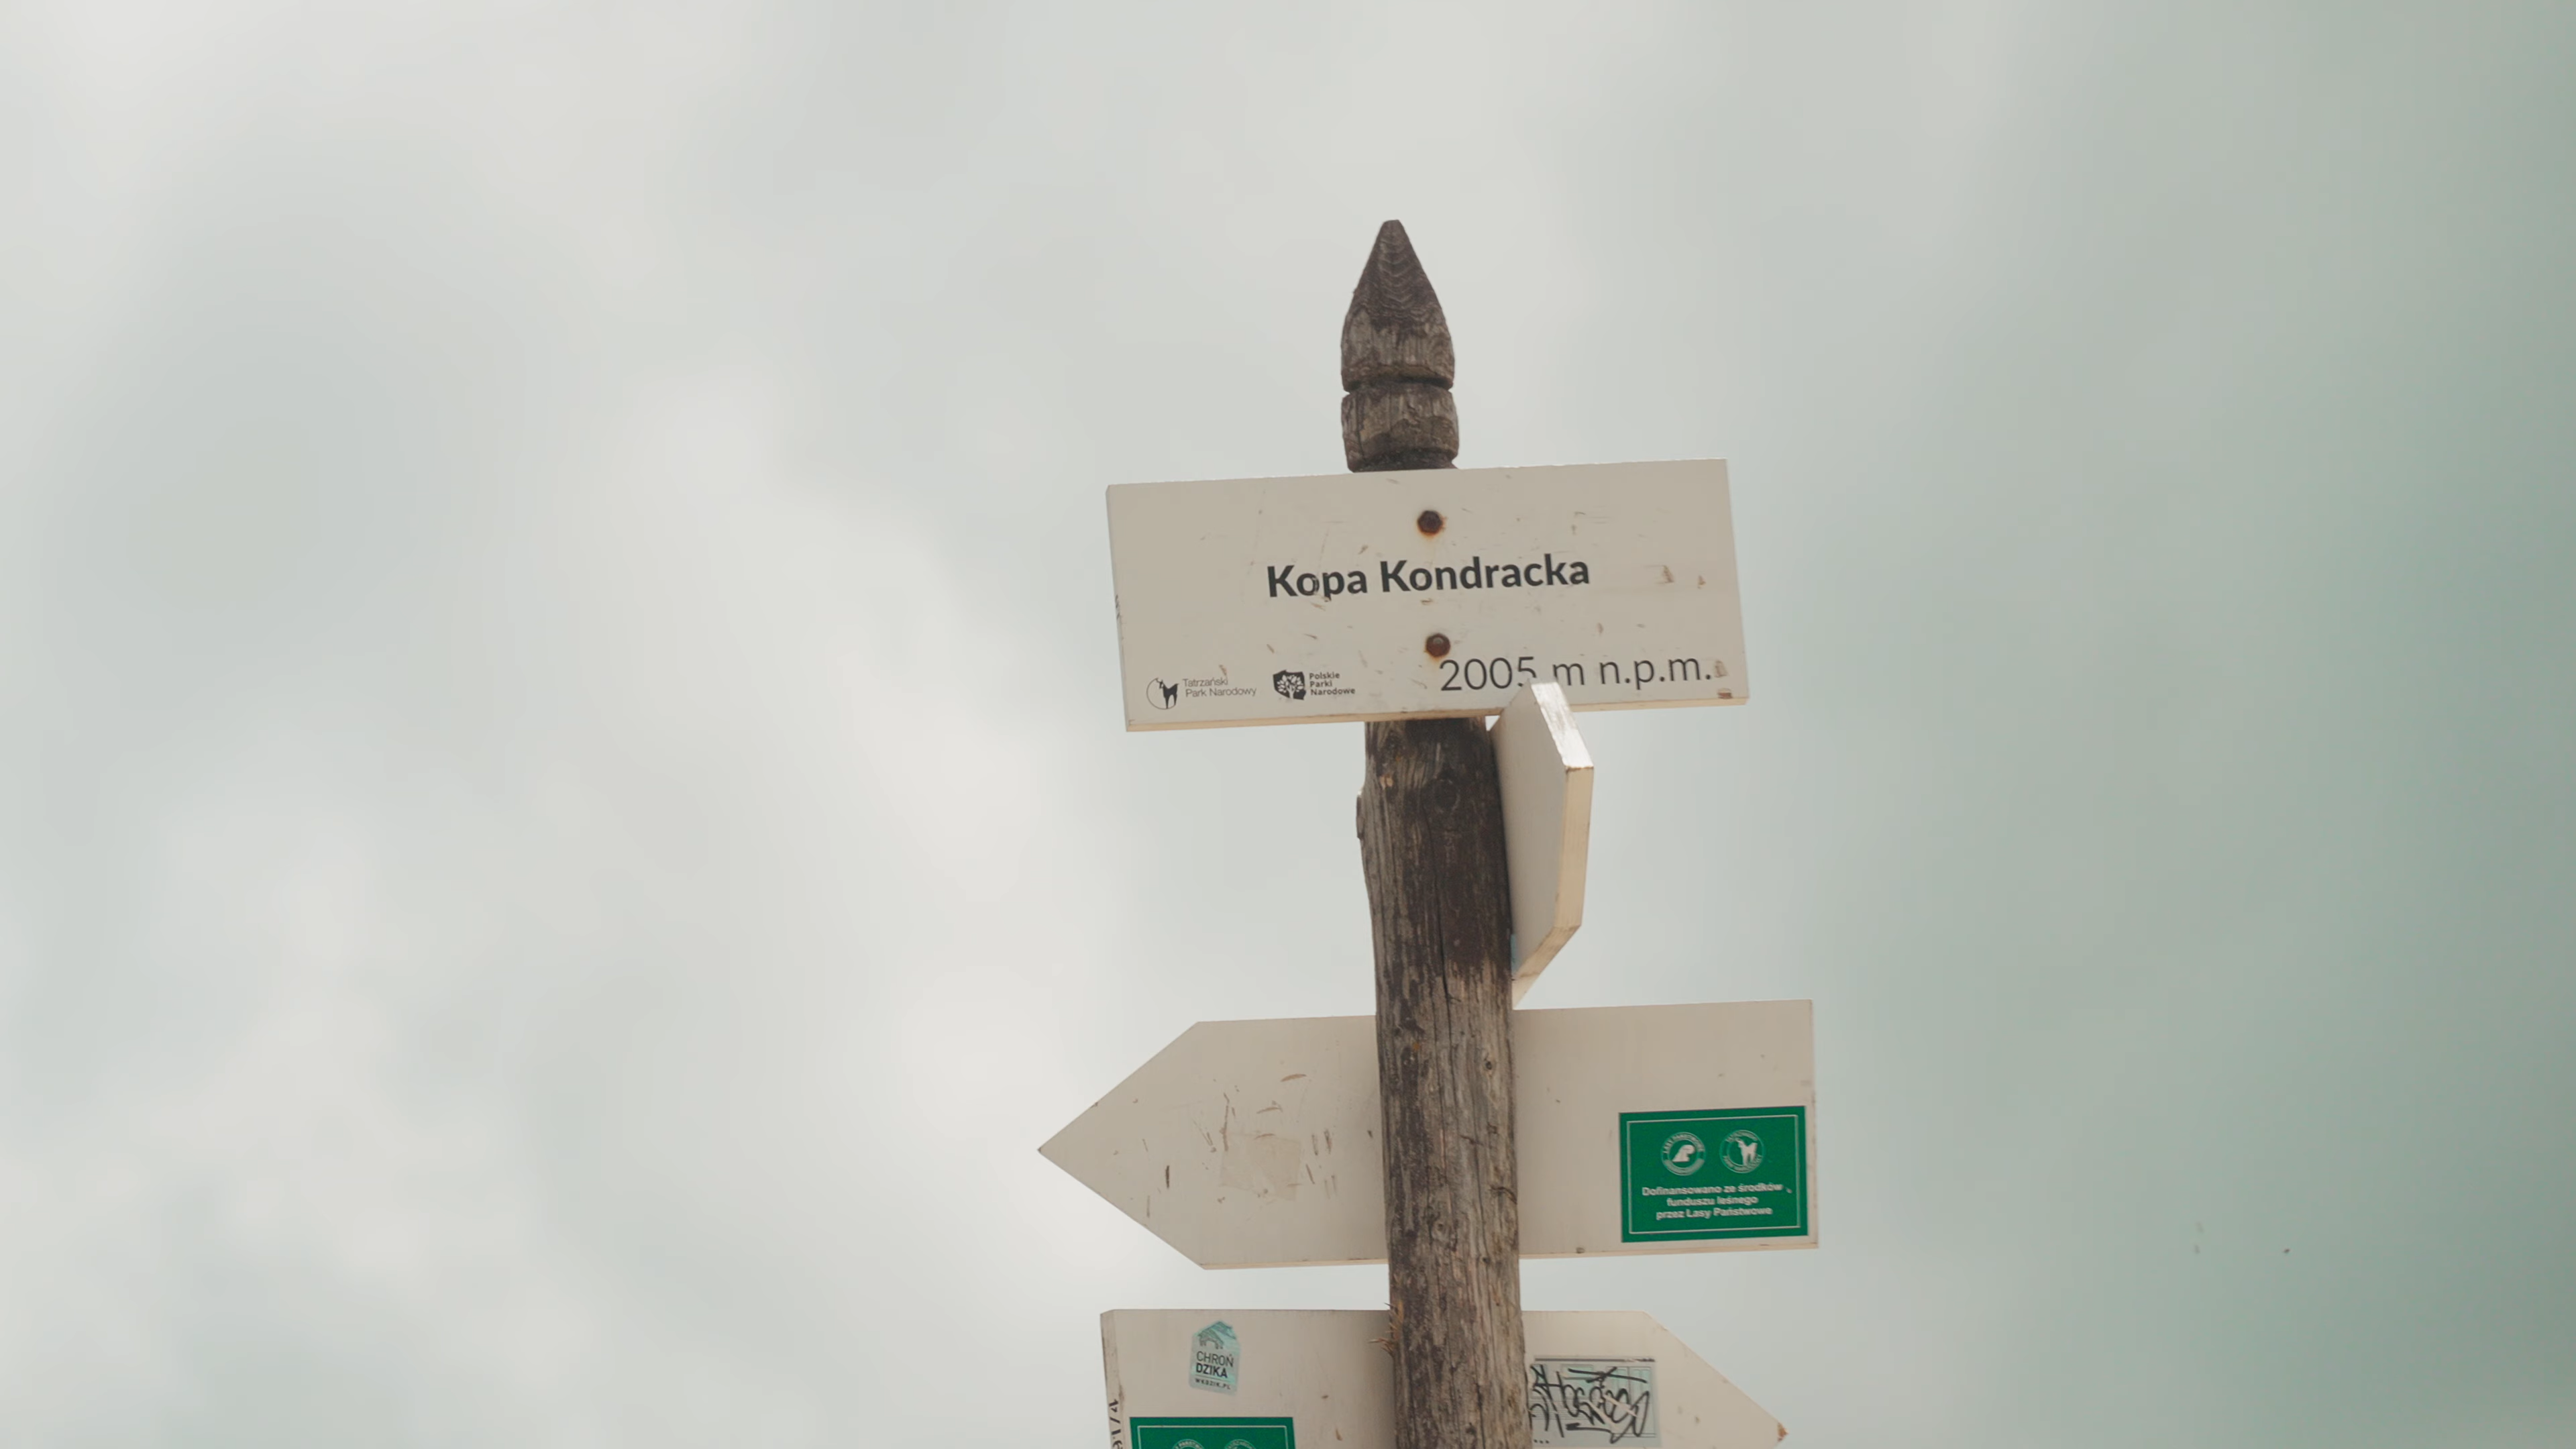 Kopa Kondracka
2005 m n.p.m.
Tatrzański
Park Narodowy
Polskie
Parki
Narodowe
Dofinansowano ze środków
funduszu leśnego
przez Lasy Państwowe
CHROŃ
DZIKA